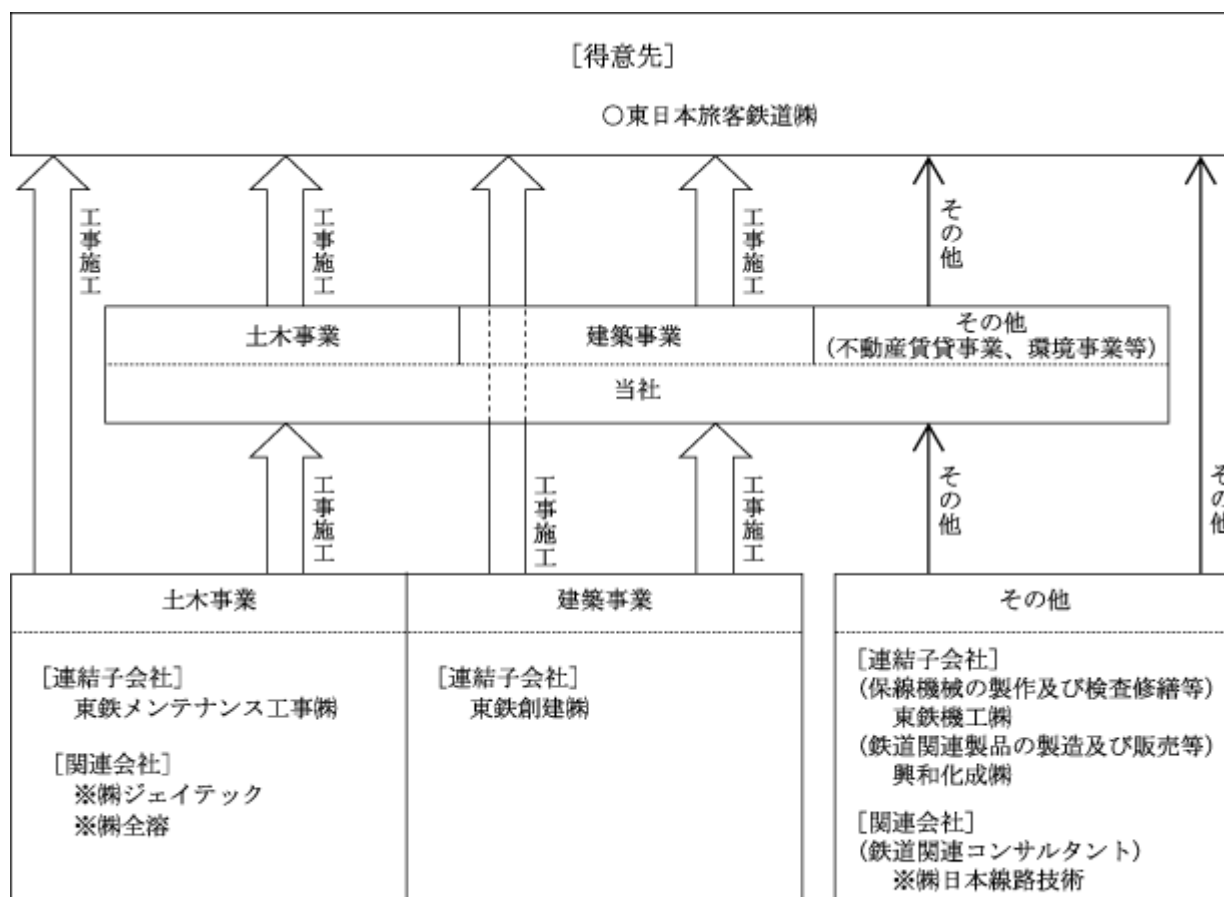 ［得意先］
○東日本旅客鉄道㈱
工事施工
工事施工
工事施工
その他
土木事業
建築事業
その他
(不動産賃貸事業、環境事業等)
当社
工事施工
工事施工
工事施工
その他
その他
土木事業
建築事業
その他
［連結子会社］
東鉄メンテナンス工事㈱
［関連会社］
※㈱ジェイテック
※㈱全溶
［連結子会社］
東鉄創建㈱
［連結子会社］
(保線機械の製作及び検査修繕等)
東鉄機工㈱
(鉄道関連製品の製造及び販売等)
興和化成㈱
［関連会社］
(鉄道関連コンサルタント)
※㈱日本線路技術